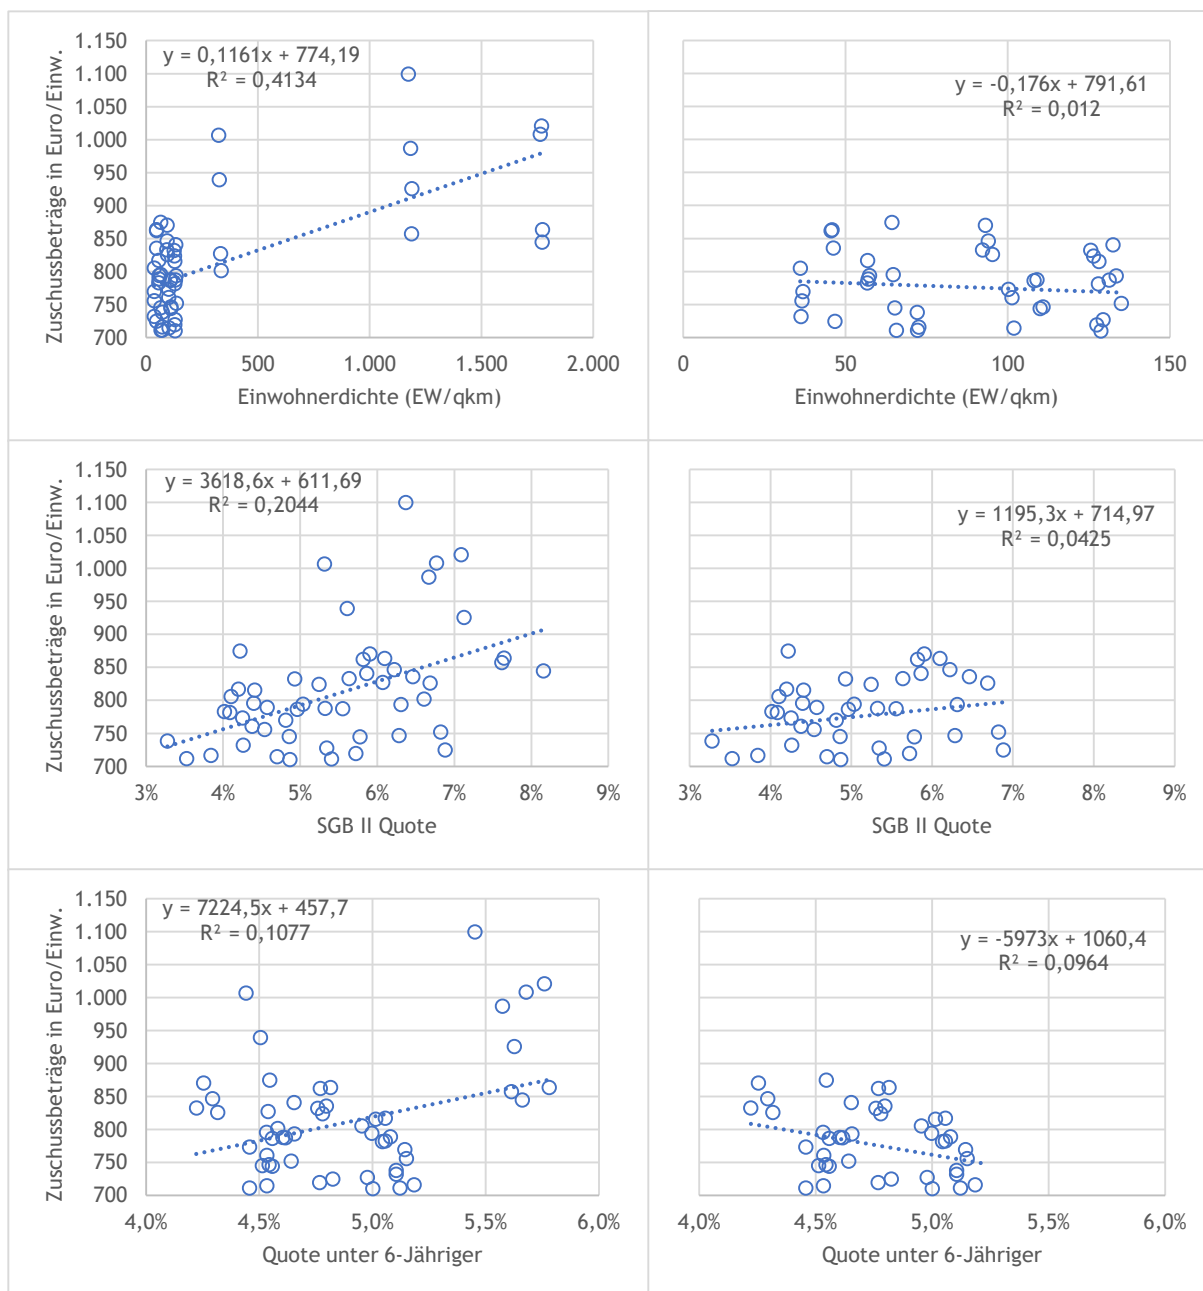 Zuschussbeträge in Euro/Einw.
1.150
1.100
1.050
1.000
950
900
850
800
750
700
y = 0,1161x + 774,19
R² = 0,4134
0 500 1.000 1.500 2.000
Einwohnerdichte (EW/qkm)
y = -0,176x + 791,61
R² = 0,012
0 50 100 150
Einwohnerdichte (EW/qkm)
Zuschussbeträge in Euro/Einw.
1.150
1.100
1.050
1.000
950
900
850
800
750
700
y = 3618,6x + 611,69
R² = 0,2044
3% 4% 5% 6% 7% 8% 9%
SGB II Quote
y = 1195,3x + 714,97
R² = 0,0425
3% 4% 5% 6% 7% 8% 9%
SGB II Quote
Zuschussbeträge in Euro/Einw.
1.150
1.100
1.050
1.000
950
900
850
800
750
700
y = 7224,5x + 457,7
R² = 0,1077
4,0% 4,5% 5,0% 5,5% 6,0%
Quote unter 6-Jähriger
y = -5973x + 1060,4
R² = 0,0964
4,0% 4,5% 5,0% 5,5% 6,0%
Quote unter 6-Jähriger